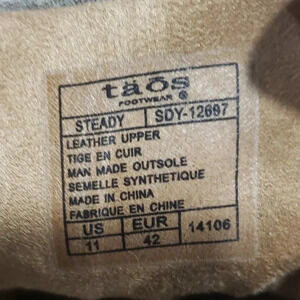 taos
FOOTWEAR ®
STEADY SDY-12697
LEATHER UPPER
TIGE EN CUIR
MAN MADE OUTSOLE
SEMELLE SYNTHETIQUE
MADE IN CHINA
FABRIQUE EN CHINE
US EUR 14106
11 42